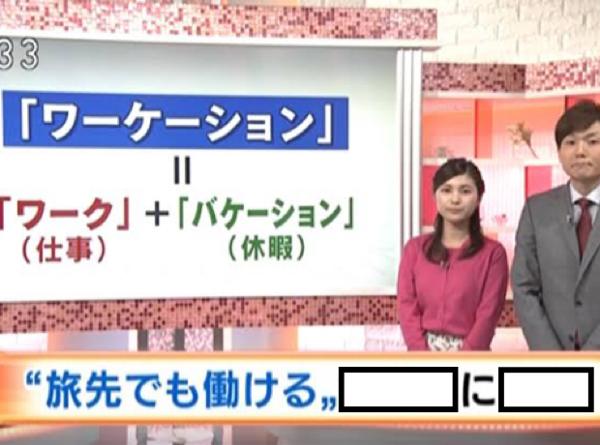 33
「ワーケーション」
=
「ワーク」+「バケーション」
(仕事) (休暇)
“旅先でも働ける„ に